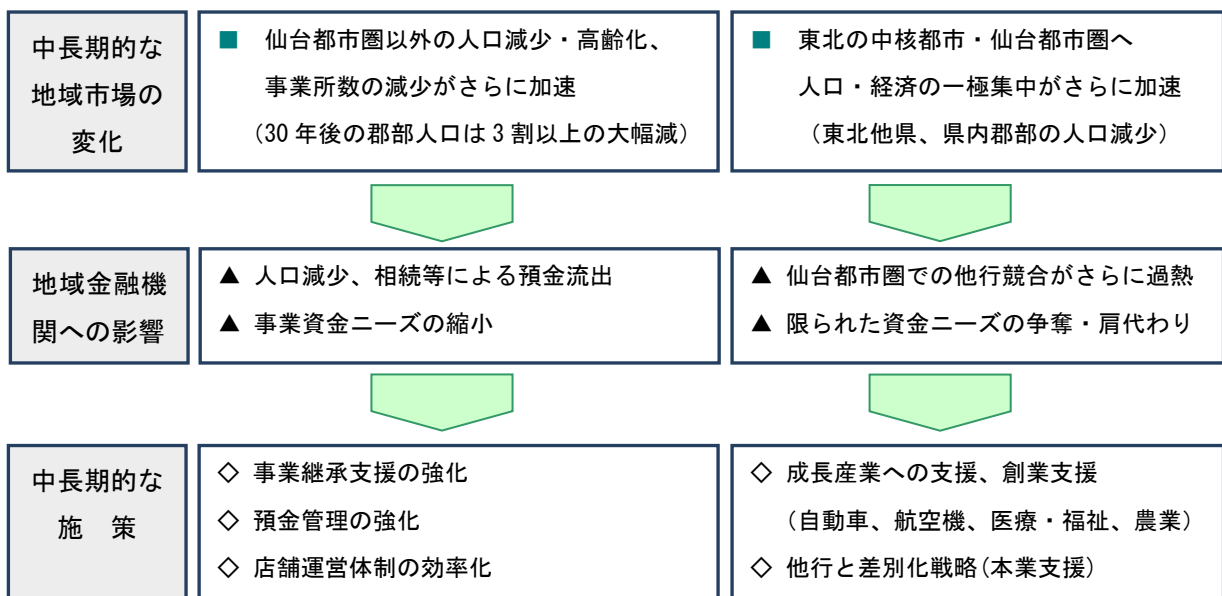 中長期的な
地域市場の
変化
■ 仙台都市圏以外の人口減少・高齢化、
事業所数の減少がさらに加速
（30年後の郡部人口は3割以上の大幅減）
■ 東北の中核都市・仙台都市圏へ
人口・経済の一極集中がさらに加速
（東北他県、県内郡部の人口減少）
地域金融機
関への影響
▲ 人口減少、相続等による預金流出
▲ 事業資金ニーズの縮小
▲ 仙台都市圏での他行競合がさらに過熱
▲ 限られた資金ニーズの争奪・肩代わり
中長期的な
施　策
◇ 事業継承支援の強化
◇ 預金管理の強化
◇ 店舗運営体制の効率化
◇ 成長産業への支援、創業支援
（自動車、航空機、医療・福祉、農業）
◇ 他行と差別化戦略(本業支援)